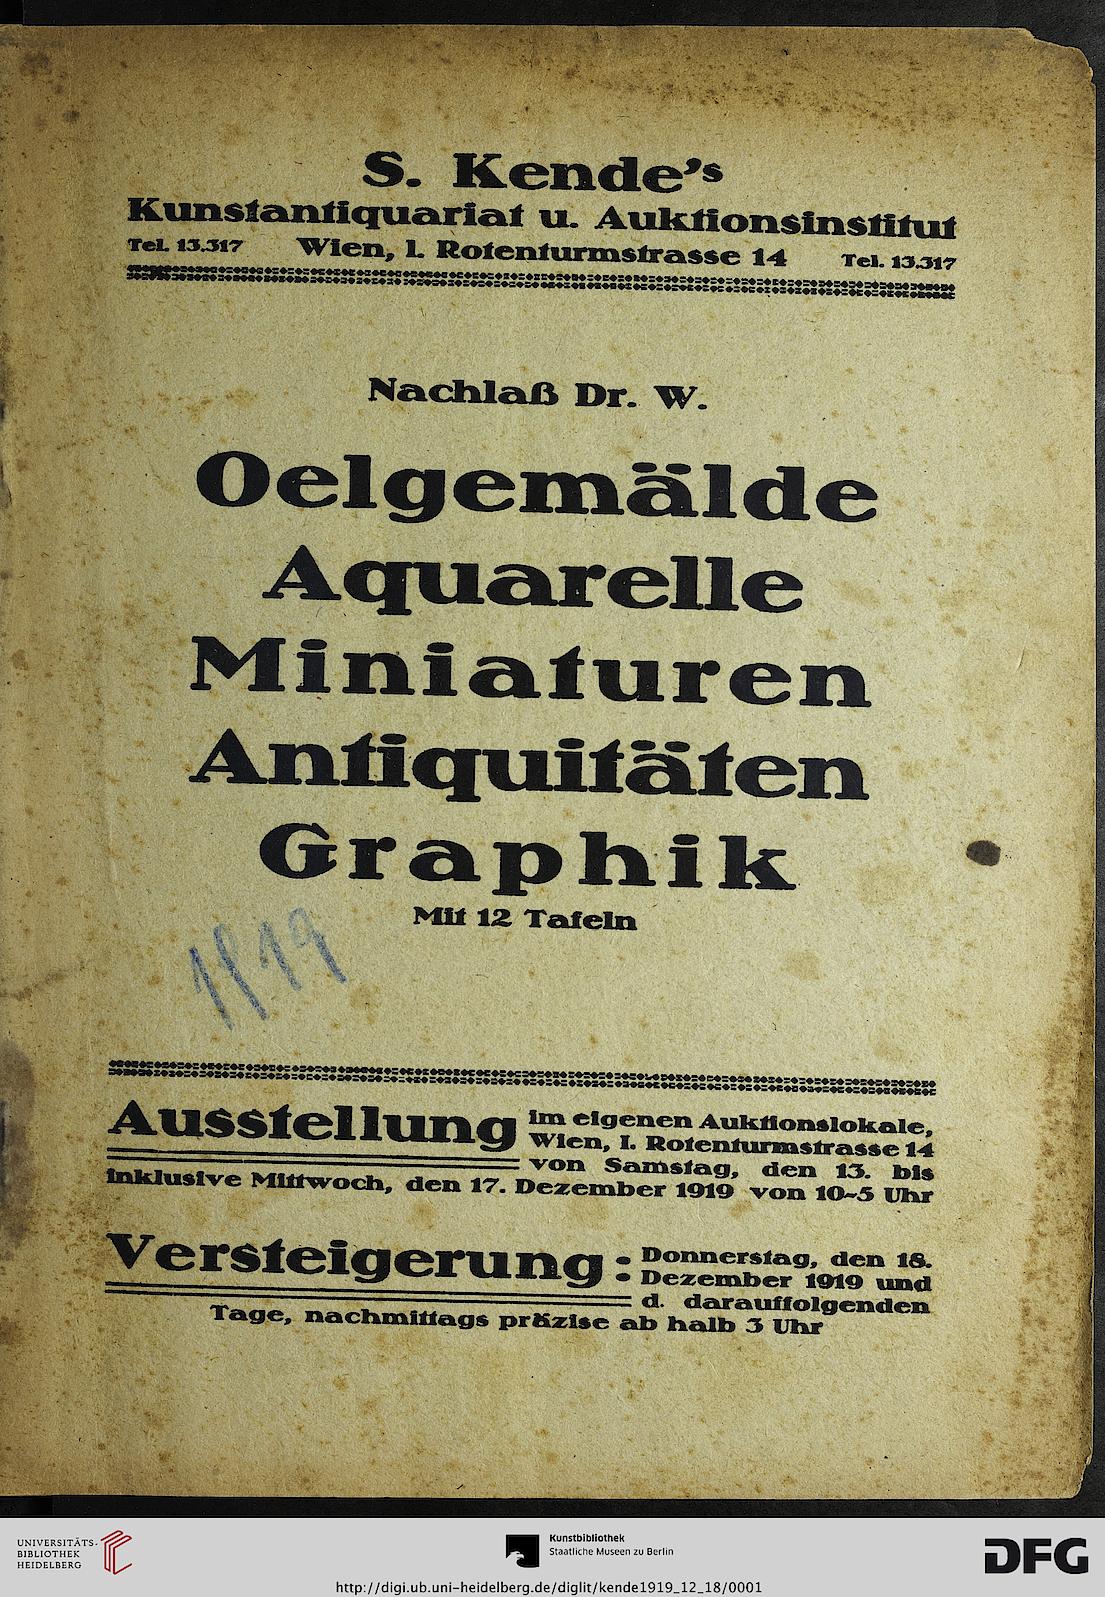 S. Kende's
Kunstantiquariat u. Auktionsinstitut
Tel. 13.317 Wien, I. Rotenturmstrasse 14 Tel. 13.317
Nachlaß Dr. W.
Oelgemälde
Aquarelle
Miniaturen
Antiquitäten
Graphik
Mit 12 Tafeln
Ausstellung im eigenen Auktionslokale,
Wien, I. Rotenturmstrasse 14
von Samstag, den 13. bis
inklusive Mittwoch, den 17. Dezember 1919 von 10-5 Uhr
Versteigerung: Donnerstag, den 18.
Dezember 1919 und
d. darauffolgenden
Tage, nachmittags präzise ab halb 3 Uhr
UNIVERSITÄTS-
BIBLIOTHEK
HEIDELBERG
Kunstbibliothek
Staatliche Museen zu Berlin
DFG
http://digi.ub.uni-heidelberg.de/diglit/kende1919_12_18/0001